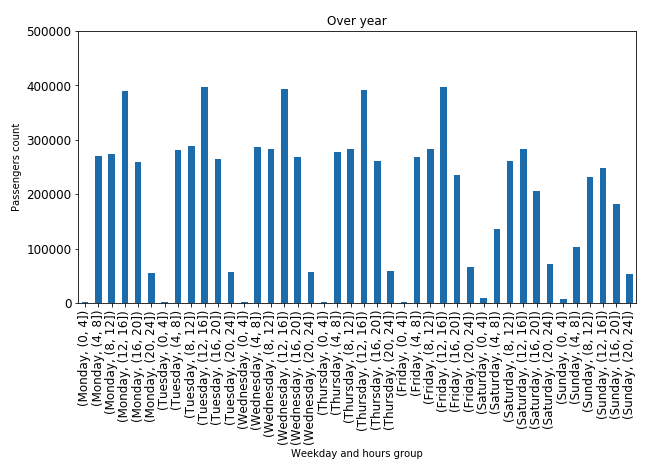 Over year
Passengers count
500000
400000
300000
200000
100000
0
(Monday, (0, 4])
(Monday, (4, 8])
(Monday, (8, 12])
(Monday, (12, 16])
(Monday, (16, 20])
(Monday, (20, 24])
(Tuesday, (0, 4])
(Tuesday, (4, 8])
(Tuesday, (8, 12])
(Tuesday, (12, 16])
(Tuesday, (16, 20])
(Tuesday, (20, 24])
(Wednesday, (0, 4])
(Wednesday, (4, 8])
(Wednesday, (8, 12])
(Wednesday, (12, 16])
(Wednesday, (16, 20])
(Wednesday, (20, 24])
(Thursday, (0, 4])
(Thursday, (4, 8])
(Thursday, (8, 12])
(Thursday, (12, 16])
(Thursday, (16, 20])
(Thursday, (20, 24])
(Friday, (0, 4])
(Friday, (4, 8])
(Friday, (8, 12])
(Friday, (12, 16])
(Friday, (16, 20])
(Friday, (20, 24])
(Saturday, (0, 4])
(Saturday, (4, 8])
(Saturday, (8, 12])
(Saturday, (12, 16])
(Saturday, (16, 20])
(Saturday, (20, 24])
(Sunday, (0, 4])
(Sunday, (4, 8])
(Sunday, (8, 12])
(Sunday, (12, 16])
(Sunday, (16, 20])
(Sunday, (20, 24])
Weekday and hours group